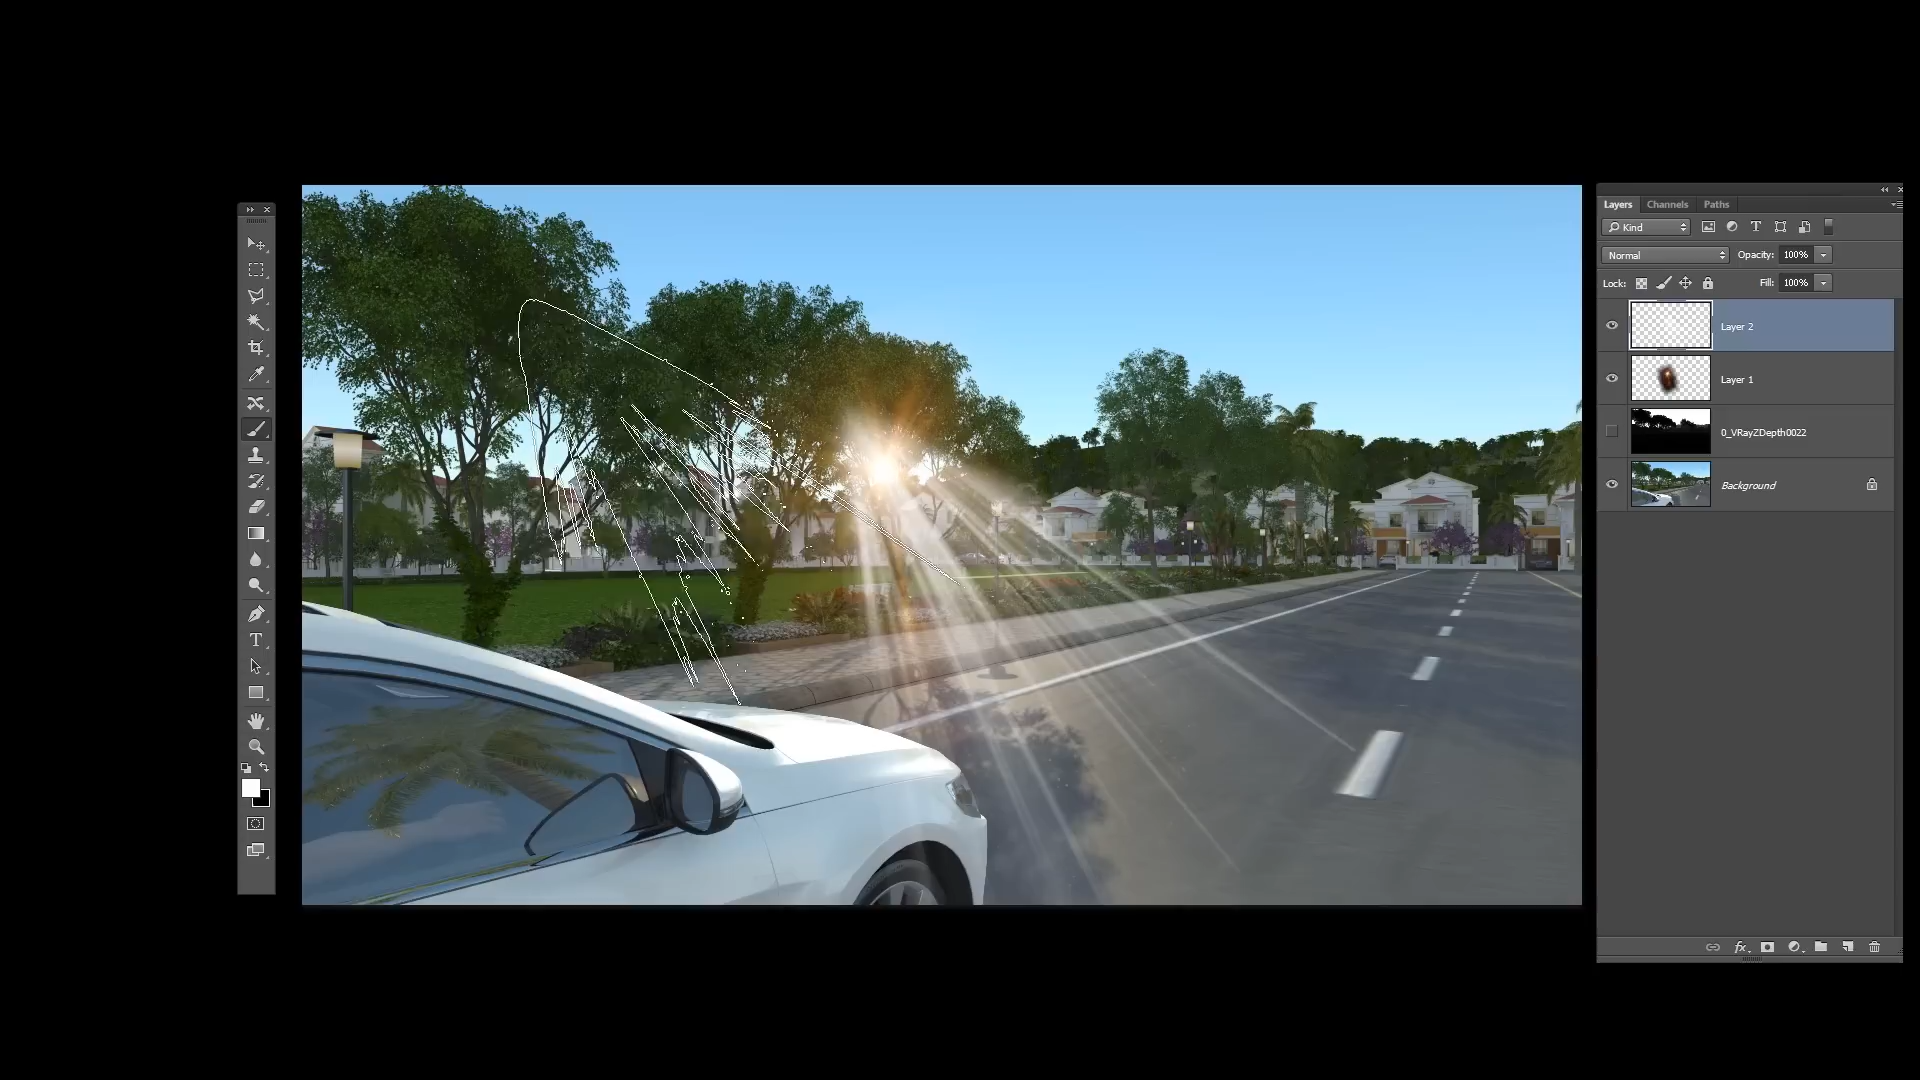 Layers Channels Paths
Kind
Normal Opacity: 100%
Lock: Fill: 100%
Layer 2
Layer 1
0_VRayZDepth0022
Background